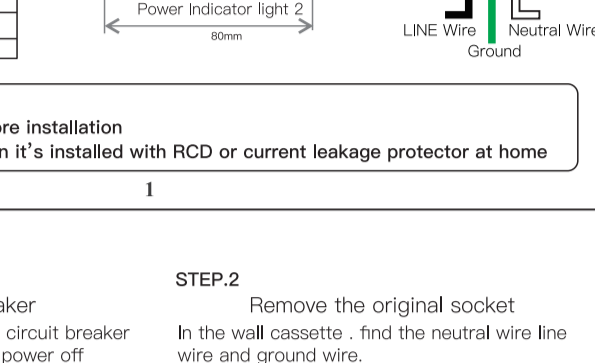 Power Indicator light 2
80mm
LINE Wire
Neutral Wire
Ground
ore installation
n it's installed with RCD or current leakage protector at home
1
STEP.2
aker
Remove the original socket
circuit breaker
power off
In the wall cassette . find the neutral wire line
wire and ground wire.